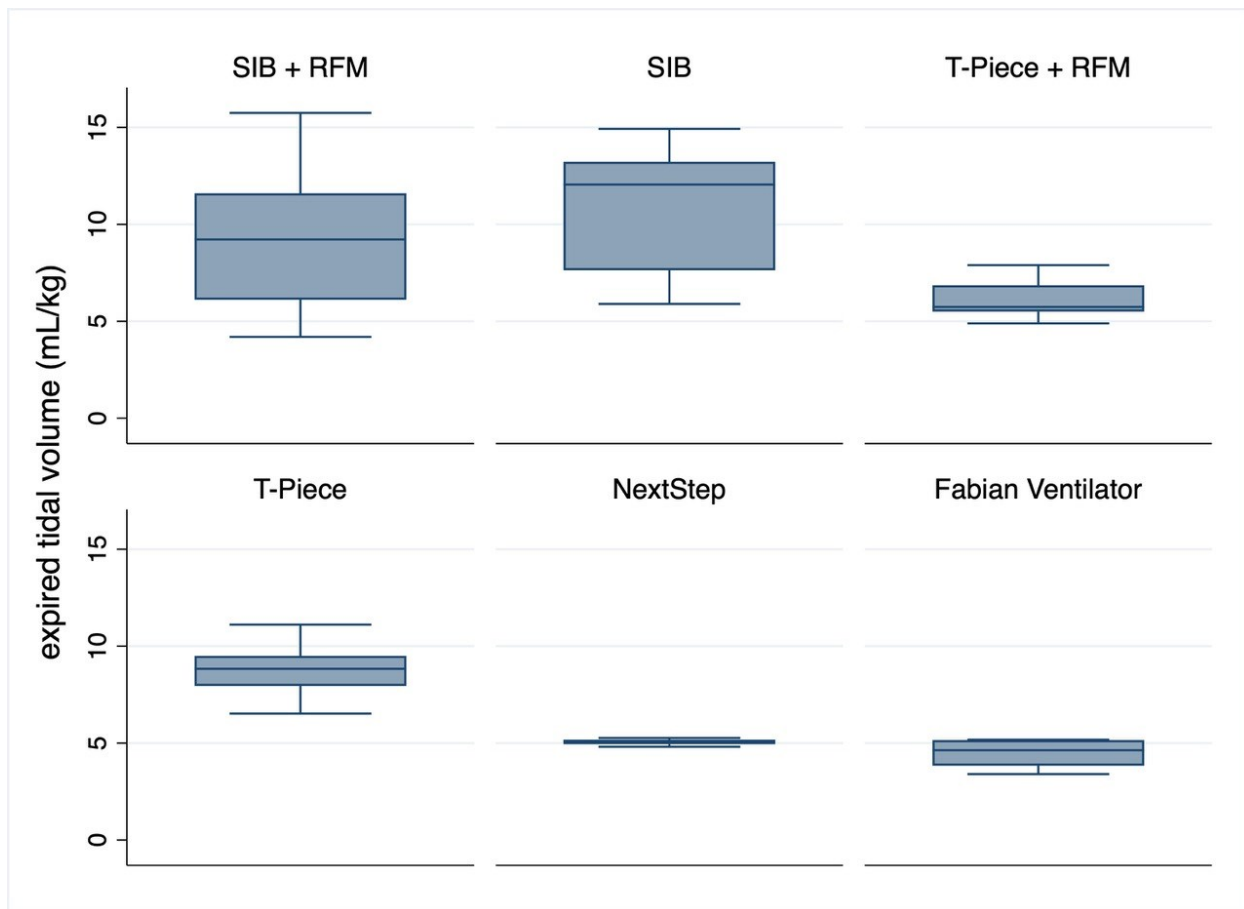 SIB + RFM
SIB
T-Piece + RFM
15
10
5
0
expired tidal volume (mL/kg)
T-Piece
NextStep
Fabian Ventilator
15
10
5
0